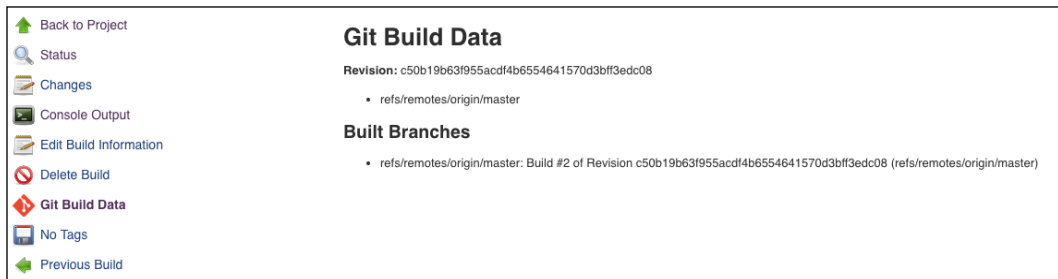 Back to Project
Status
Changes
Console Output
Edit Build Information
Delete Build
Git Build Data
No Tags
Previous Build
Git Build Data
Revision: c50b19b63f955acdf4b6554641570d3bff3edc08
• refs/remotes/origin/master
Built Branches
• refs/remotes/origin/master: Build #2 of Revision c50b19b63f955acdf4b6554641570d3bff3edc08 (refs/remotes/origin/master)